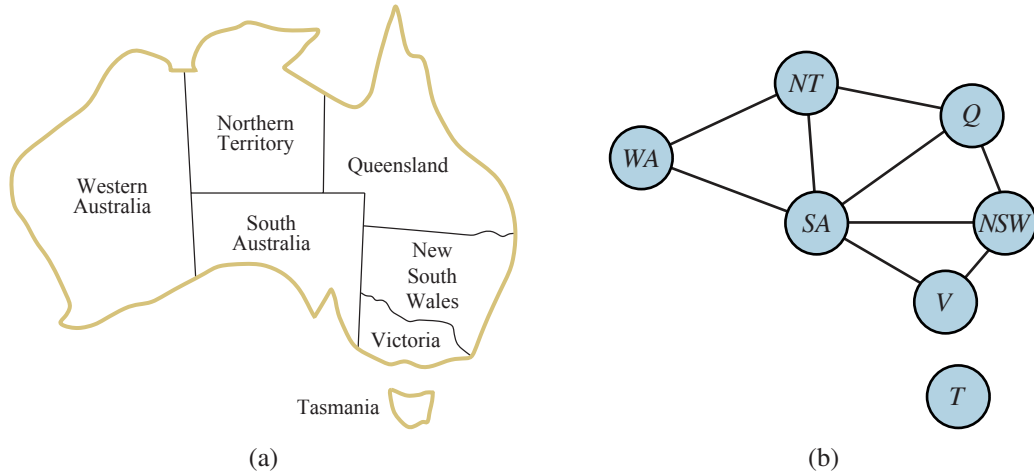 Northern
Territory
Queensland
Western
Australia
South
Australia
New
South
Wales
Victoria
Tasmania
(a)
NT
Q
WA
SA
NSW
V
T
(b)